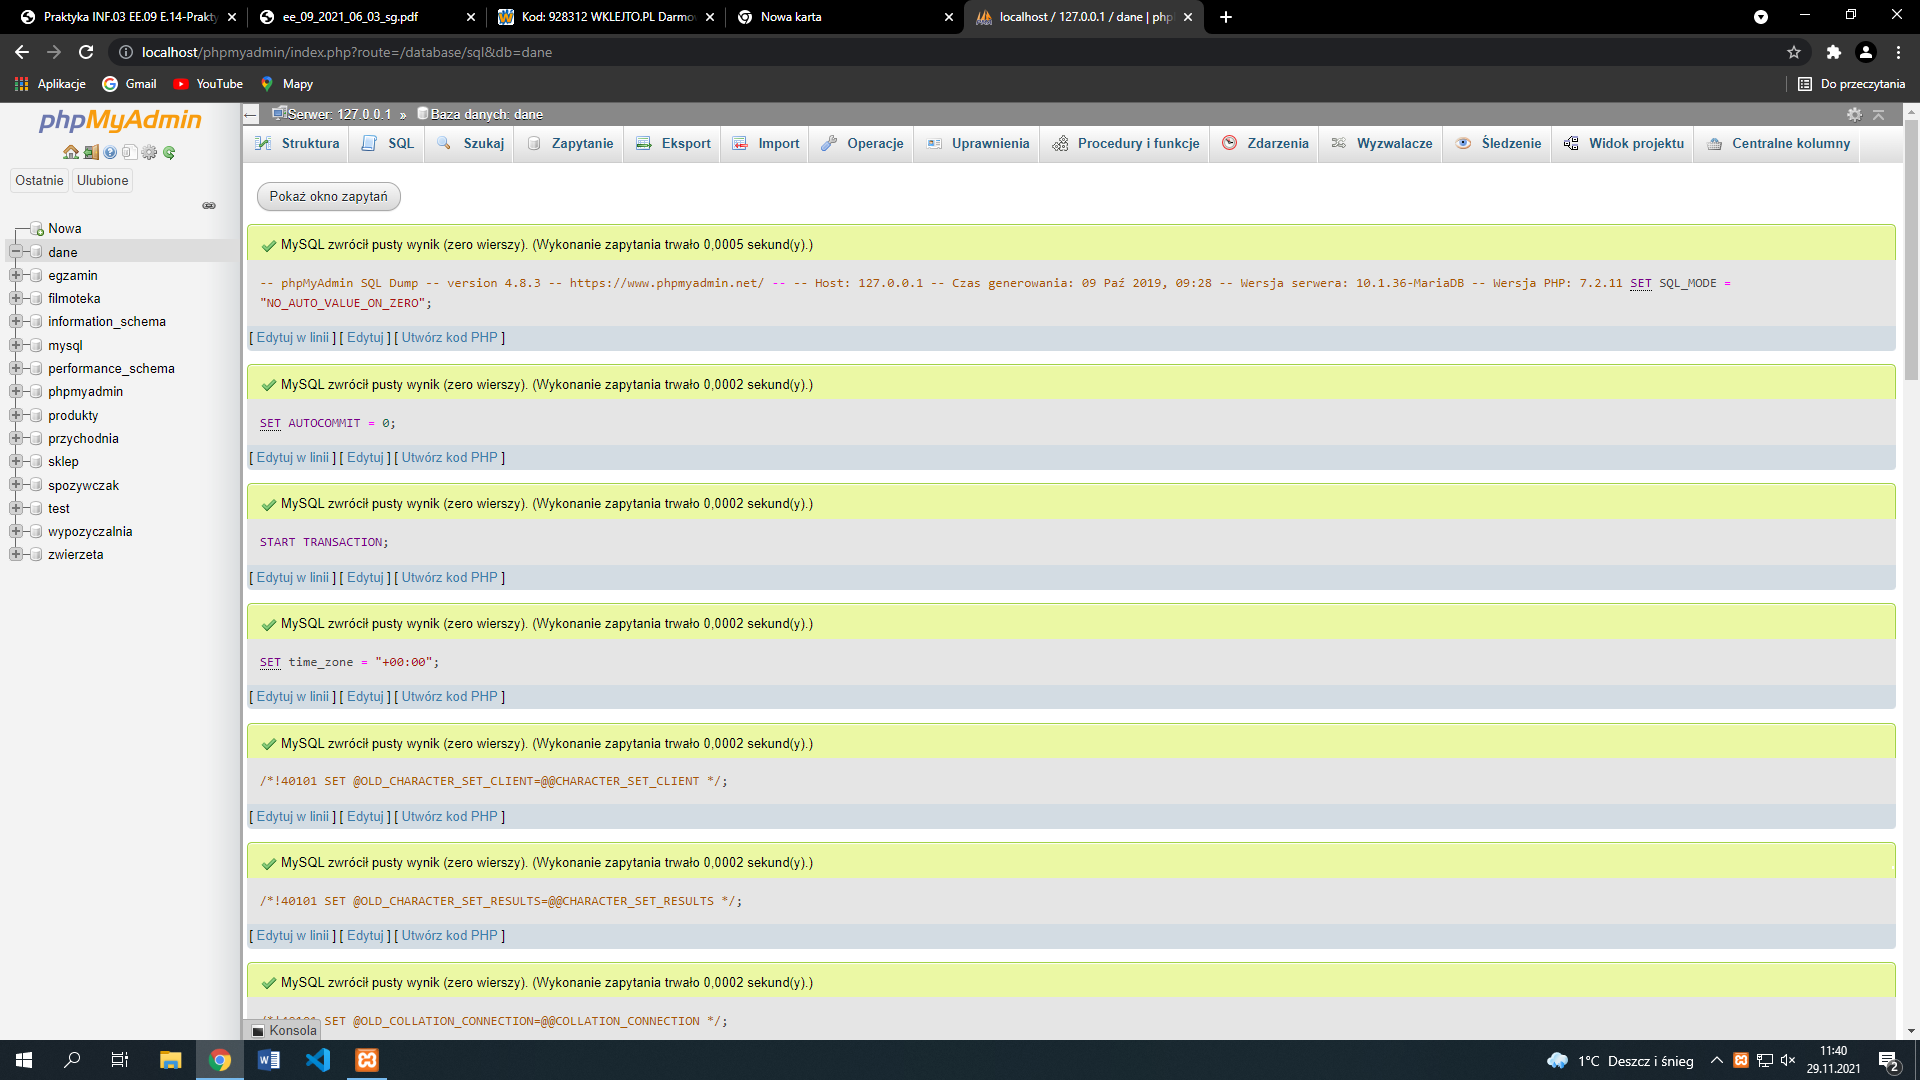 Praktyka INF.03 EE.09 E.14-Prakty
ee_09_2021_06_03_sg.pdf
Kod: 928312 WKLEJTO.PL Darmo
Nowa karta
localhost / 127.0.0.1 / dane | php
localhost/phpmyadmin/index.php?route=/database/sql&db=dane
Aplikacje
Gmail
YouTube
Mapy
Do przeczytania
phpMyAdmin
Ostatnie
Ulubione
Nowa
dane
egzamin
filmoteka
information_schema
mysql
performance_schema
phpmyadmin
produkty
przychodnia
sklep
spozywczak
test
wypozyczalnia
zwierzeta
Serwer: 127.0.0.1 » Baza danych: dane
Struktura
SQL
Szukaj
Zapytanie
Eksport
Import
Operacje
Uprawnienia
Procedury i funkcje
Zdarzenia
Wyzwalacze
Śledzenie
Widok projektu
Centralne kolumny
Pokaż okno zapytań
MySQL zwrócił pusty wynik (zero wierszy). (Wykonanie zapytania trwało 0,0005 sekund(y).)
-- phpMyAdmin SQL Dump -- version 4.8.3 -- https://www.phpmyadmin.net/ -- -- Host: 127.0.0.1 -- Czas generowania: 09 Paź 2019, 09:28 -- Wersja serwera: 10.1.36-MariaDB -- Wersja PHP: 7.2.11 SET SQL_MODE =
"NO_AUTO_VALUE_ON_ZERO";
[ Edytuj w linii ] [ Edytuj ] [ Utwórz kod PHP ]
MySQL zwrócił pusty wynik (zero wierszy). (Wykonanie zapytania trwało 0,0002 sekund(y).)
SET AUTOCOMMIT = 0;
[ Edytuj w linii ] [ Edytuj ] [ Utwórz kod PHP ]
MySQL zwrócił pusty wynik (zero wierszy). (Wykonanie zapytania trwało 0,0002 sekund(y).)
START TRANSACTION;
[ Edytuj w linii ] [ Edytuj ] [ Utwórz kod PHP ]
MySQL zwrócił pusty wynik (zero wierszy). (Wykonanie zapytania trwało 0,0002 sekund(y).)
SET time_zone = "+00:00";
[ Edytuj w linii ] [ Edytuj ] [ Utwórz kod PHP ]
MySQL zwrócił pusty wynik (zero wierszy). (Wykonanie zapytania trwało 0,0002 sekund(y).)
/*!40101 SET @OLD_CHARACTER_SET_CLIENT=@@CHARACTER_SET_CLIENT */;
[ Edytuj w linii ] [ Edytuj ] [ Utwórz kod PHP ]
MySQL zwrócił pusty wynik (zero wierszy). (Wykonanie zapytania trwało 0,0002 sekund(y).)
/*!40101 SET @OLD_CHARACTER_SET_RESULTS=@@CHARACTER_SET_RESULTS */;
[ Edytuj w linii ] [ Edytuj ] [ Utwórz kod PHP ]
MySQL zwrócił pusty wynik (zero wierszy). (Wykonanie zapytania trwało 0,0002 sekund(y).)
/*!40101 SET @OLD_COLLATION_CONNECTION=@@COLLATION_CONNECTION */;
Konsola
1°C Deszcz i śnieg
11:40
29.11.2021
2